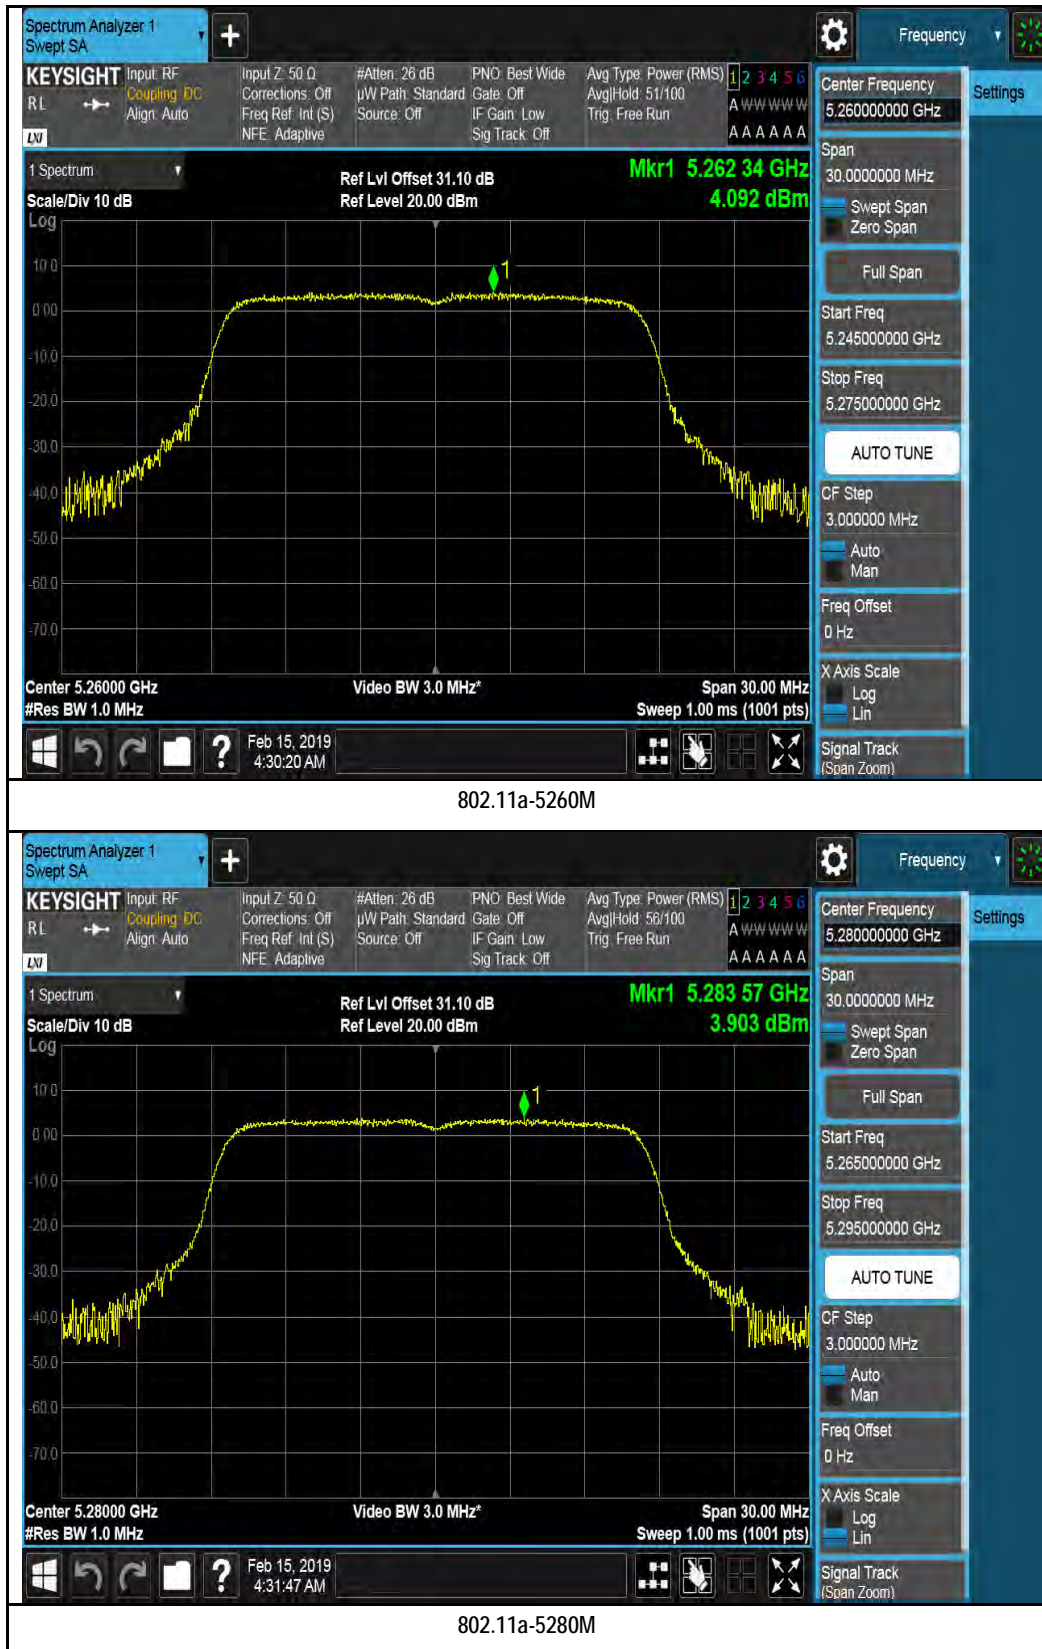 Spectrum Analyzer 1
Swept SA
+
Frequency
KEYSIGHT
RL
LXI
Input: RF
Coupling: DC
Align: Auto
Input Z: 50 Ω
Corrections: Off
Freq Ref: Int (S)
NFE: Adaptive
#Atten: 26 dB
µW Path: Standard
Source: Off
PNO: Best Wide
Gate: Off
IF Gain: Low
Sig Track: Off
Avg Type: Power (RMS)
Avg|Hold: 51/100
Trig: Free Run
1 2 3 4 5 6
A W W W W W
A A A A A A
Center Frequency
5.260000000 GHz
Settings
Span
30.0000000 MHz
Swept Span
Zero Span
Full Span
Start Freq
5.245000000 GHz
Stop Freq
5.275000000 GHz
AUTO TUNE
CF Step
3.000000 MHz
Auto
Man
Freq Offset
0 Hz
X Axis Scale
Log
Lin
Signal Track
(Span Zoom)
1 Spectrum
Scale/Div 10 dB
Ref Lvl Offset 31.10 dB
Ref Level 20.00 dBm
Mkr1 5.262 34 GHz
4.092 dBm
Log
10.0
0.00
-10.0
-20.0
-30.0
-40.0
-50.0
-60.0
-70.0
1
Center 5.26000 GHz
#Res BW 1.0 MHz
Video BW 3.0 MHz*
Span 30.00 MHz
Sweep 1.00 ms (1001 pts)
?
Feb 15, 2019
4:30:20 AM
802.11a-5260M
Spectrum Analyzer 1
Swept SA
+
Frequency
KEYSIGHT
RL
LXI
Input: RF
Coupling: DC
Align: Auto
Input Z: 50 Ω
Corrections: Off
Freq Ref: Int (S)
NFE: Adaptive
#Atten: 26 dB
µW Path: Standard
Source: Off
PNO: Best Wide
Gate: Off
IF Gain: Low
Sig Track: Off
Avg Type: Power (RMS)
Avg|Hold: 56/100
Trig: Free Run
1 2 3 4 5 6
A W W W W W
A A A A A A
Center Frequency
5.280000000 GHz
Settings
Span
30.0000000 MHz
Swept Span
Zero Span
Full Span
Start Freq
5.265000000 GHz
Stop Freq
5.295000000 GHz
AUTO TUNE
CF Step
3.000000 MHz
Auto
Man
Freq Offset
0 Hz
X Axis Scale
Log
Lin
Signal Track
(Span Zoom)
1 Spectrum
Scale/Div 10 dB
Ref Lvl Offset 31.10 dB
Ref Level 20.00 dBm
Mkr1 5.283 57 GHz
3.903 dBm
Log
10.0
0.00
-10.0
-20.0
-30.0
-40.0
-50.0
-60.0
-70.0
1
Center 5.28000 GHz
#Res BW 1.0 MHz
Video BW 3.0 MHz*
Span 30.00 MHz
Sweep 1.00 ms (1001 pts)
?
Feb 15, 2019
4:31:47 AM
802.11a-5280M